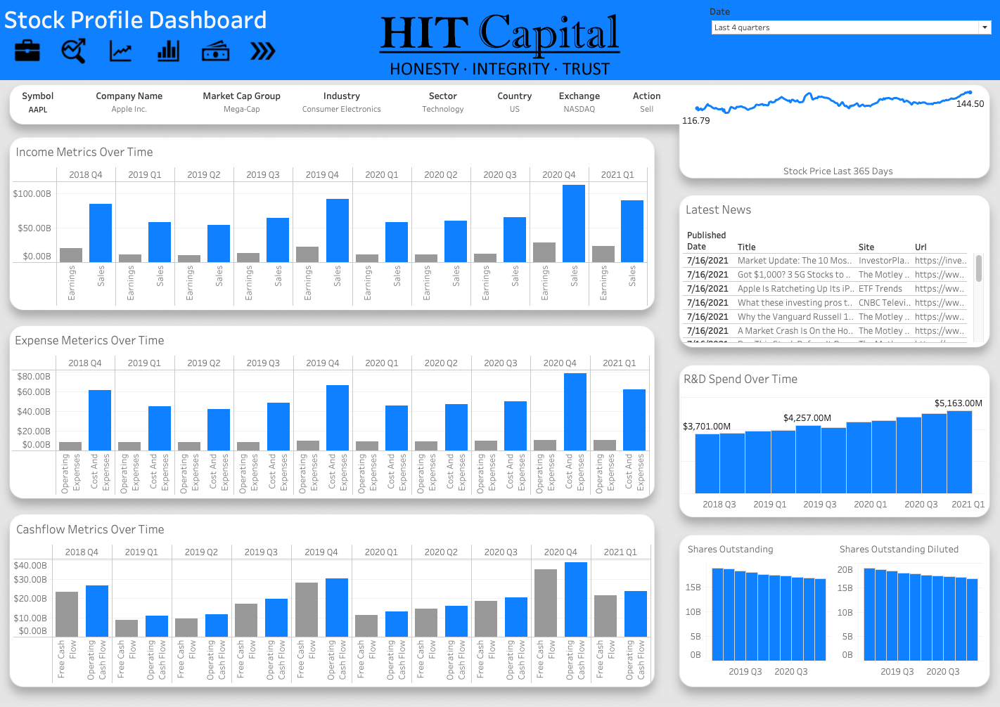 Stock Profile Dashboard
HIT Capital
HONESTY · INTEGRITY · TRUST
Date
Last 4 quarters
Symbol Company Name Market Cap Group Industry Sector Country Exchange Action
AAPL Apple Inc. Mega-Cap Consumer Electronics Technology US NASDAQ Sell
116.79
144.50
Stock Price Last 365 Days
Income Metrics Over Time
2018 Q4 2019 Q1 2019 Q2 2019 Q3 2019 Q4 2020 Q1 2020 Q2 2020 Q3 2020 Q4 2021 Q1
$100.00B
$50.00B
$0.00B
Earnings Sales Earnings Sales Earnings Sales Earnings Sales Earnings Sales Earnings Sales Earnings Sales Earnings Sales Earnings Sales Earnings Sales
Latest News
Published
Date Title Site Url
7/16/2021 Market Update: The 10 Mos.. InvestorPla.. https://inve..
7/16/2021 Got $1,000? 3 5G Stocks to .. The Motley .. https://ww..
7/16/2021 Apple Is Ratcheting Up Its iP.. ETF Trends https://ww..
7/16/2021 What these investing pros t.. CNBC Televi.. https://ww..
7/16/2021 Why the Vanguard Russell 1.. The Motley .. https://ww..
7/16/2021 A Market Crash Is On the Ho.. The Motley .. https://ww..
Expense Meterics Over Time
2018 Q4 2019 Q1 2019 Q2 2019 Q3 2019 Q4 2020 Q1 2020 Q2 2020 Q3 2020 Q4 2021 Q1
$80.00B
$60.00B
$40.00B
$20.00B
$0.00B
Operating Expenses Cost And Expenses Operating Expenses Cost And Expenses Operating Expenses Cost And Expenses Operating Expenses Cost And Expenses Operating Expenses Cost And Expenses Operating Expenses Cost And Expenses Operating Expenses Cost And Expenses Operating Expenses Cost And Expenses Operating Expenses Cost And Expenses Operating Expenses Cost And Expenses
R&D Spend Over Time
$5,163.00M
$4,257.00M
$3,701.00M
2018 Q3 2019 Q1 2019 Q3 2020 Q1 2020 Q3 2021 Q1
Cashflow Metrics Over Time
2018 Q4 2019 Q1 2019 Q2 2019 Q3 2019 Q4 2020 Q1 2020 Q2 2020 Q3 2020 Q4 2021 Q1
$40.00B
$30.00B
$20.00B
$10.00B
$0.00B
Free Cash Flow Operating Cash Flow Free Cash Flow Operating Cash Flow Free Cash Flow Operating Cash Flow Free Cash Flow Operating Cash Flow Free Cash Flow Operating Cash Flow Free Cash Flow Operating Cash Flow Free Cash Flow Operating Cash Flow Free Cash Flow Operating Cash Flow Free Cash Flow Operating Cash Flow Free Cash Flow Operating Cash Flow
Shares Outstanding
15B
10B
5B
0B
2019 Q3 2020 Q3
Shares Outstanding Diluted
20B
15B
10B
5B
0B
2019 Q3 2020 Q3